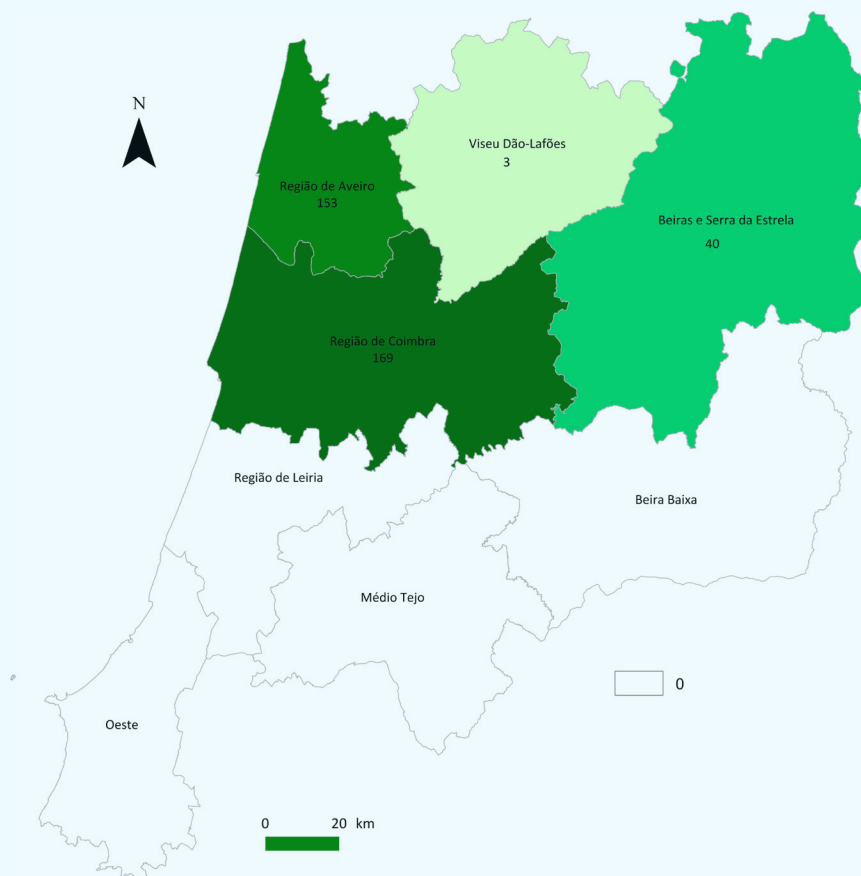 N
Viseu Dão-Lafões
3
Região de Aveiro
153
Beiras e Serra da Estrela
40
Região de Coimbra
169
Região de Leiria
Beira Baixa
Médio Tejo
0
Oeste
0 20 km